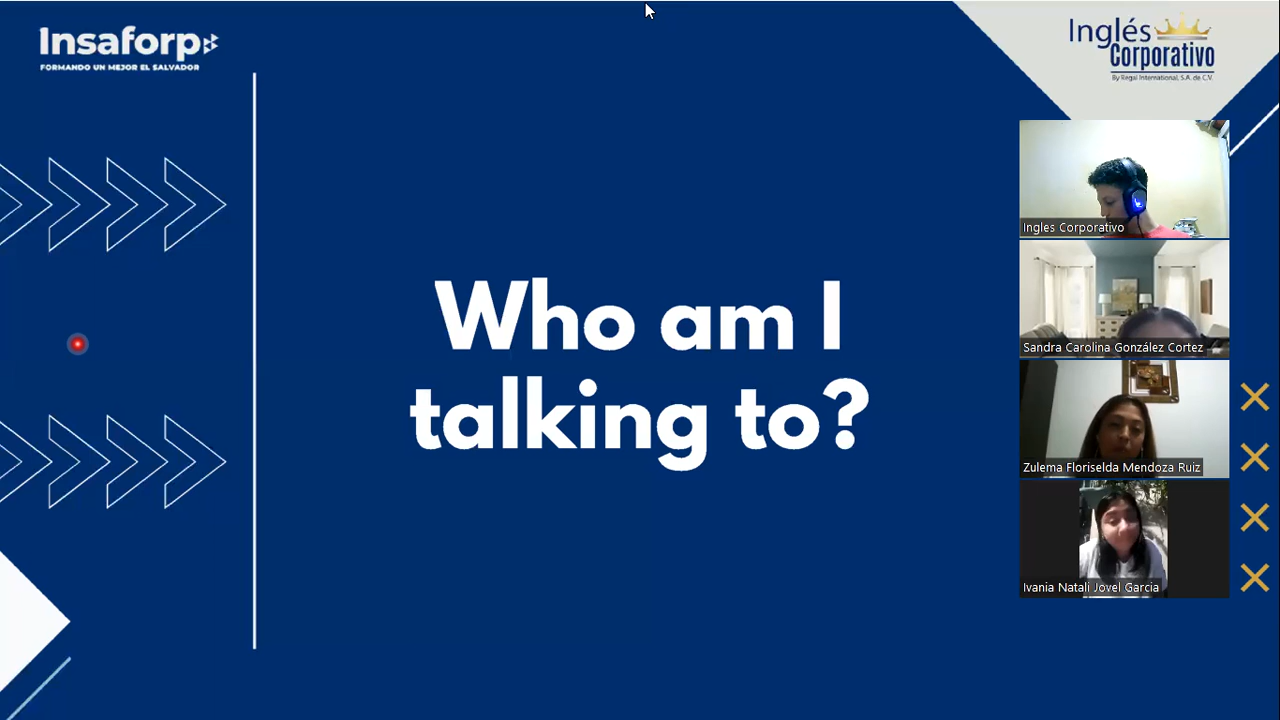 Insaforp
FORMANDO UN MEJOR EL SALVADOR
Inglés
Corporativo
By Regal International, S.A. de C.V.
Who am I
talking to?
Ingles Corporativo
Sandra Carolina González Cortez
Zulema Floriselda Mendoza Ruiz
Ivania Natali Jovel Garcia